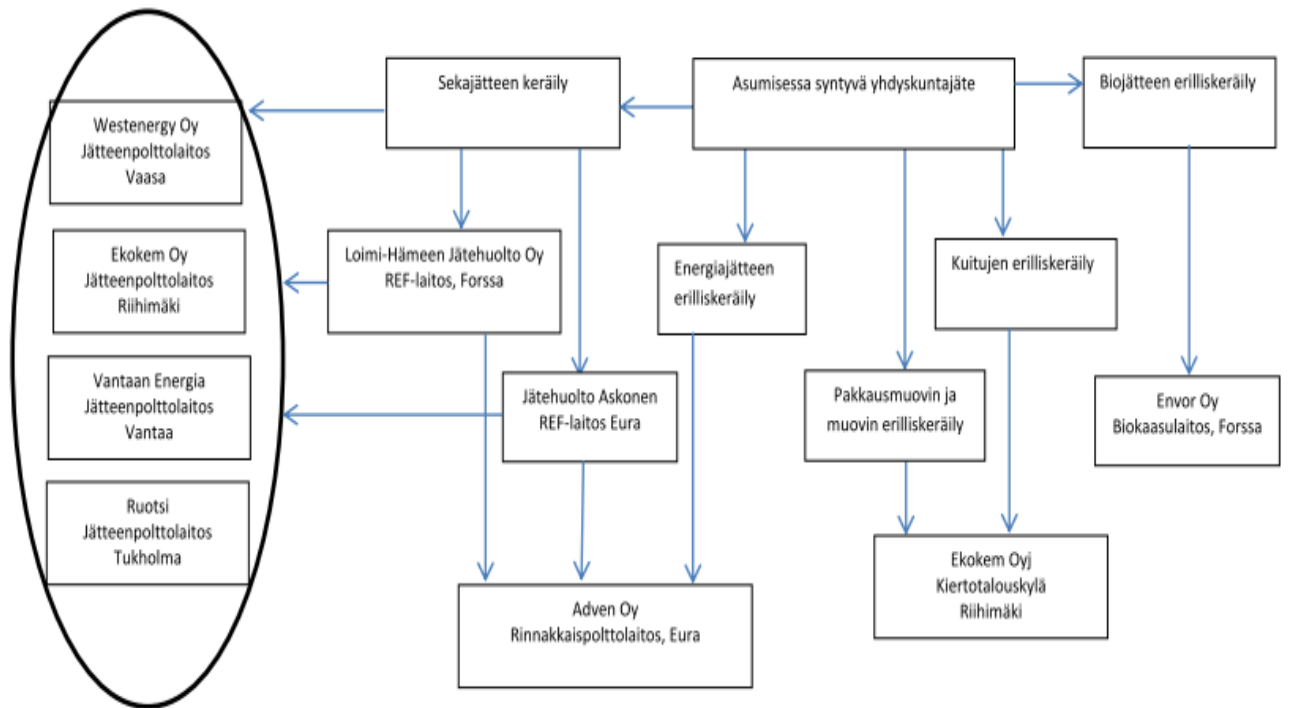 Sekajätteen keräily
Asumisessa syntyvä yhdyskuntajäte
Biojätteen erilliskeräily
Westenergy Oy
Jätteenpolttolaitos
Vaasa
Ekokem Oy
Jätteenpolttolaitos
Riihimäki
Loimi-Hämeen Jätehuolto Oy
REF-laitos, Forssa
Energiajätteen
erilliskeräily
Kuitujen erilliskeräily
Vantaan Energia
Jätteenpolttolaitos
Vantaa
Jätehuolto Askonen
REF-laitos Eura
Pakkausmuovin ja
muovin erilliskeräily
Envor Oy
Biokaasulaitos, Forssa
Ruotsi
Jätteenpolttolaitos
Tukholma
Adven Oy
Rinnakkaispolttolaitos, Eura
Ekokem Oyj
Kiertotalouskylä
Riihimäki